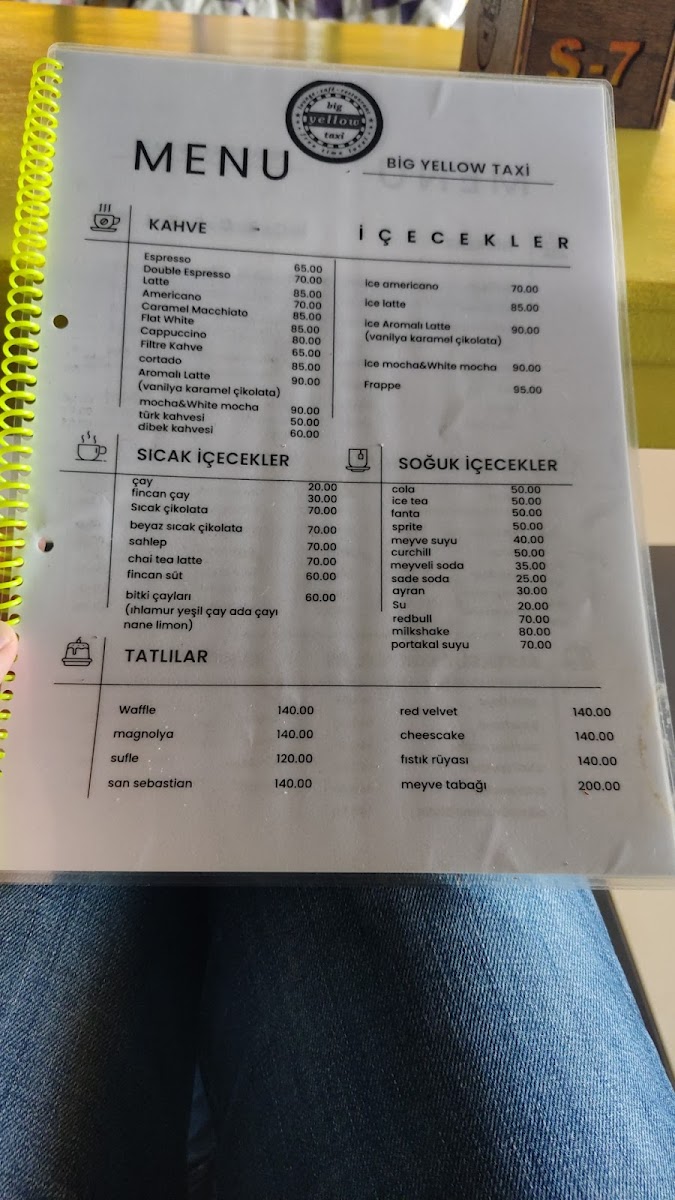 S-7
lounge • cafe • restaurant
big
yellow
taxi
MENU
BİG YELLOW TAXİ
KAHVE
İÇECEKLER
Espresso 65.00
Double Espresso 70.00
Latte 85.00
Americano 70.00
Caramel Macchiato 85.00
Flat White 85.00
Cappuccino 80.00
Filtre Kahve 65.00
cortado 85.00
Aromalı Latte 90.00
(vanilya karamel çikolata)
mocha&White mocha 90.00
türk kahvesi 50.00
dibek kahvesi 60.00
Ice americano 70.00
Ice latte 85.00
ice Aromalı Latte 90.00
(vanilya karamel çikolata)
Ice mocha&White mocha 90.00
Frappe 95.00
SICAK İÇECEKLER
çay 20.00
fincan çay 30.00
Sıcak çikolata 70.00
beyaz sıcak çikolata 70.00
sahlep 70.00
chai tea latte 70.00
fincan süt 60.00
bitki çayları 60.00
(ıhlamur yeşil çay ada çayı
nane limon)
SOĞUK İÇECEKLER
cola 50.00
ice tea 50.00
fanta 50.00
sprite 50.00
meyve suyu 40.00
curchill 50.00
meyveli soda 35.00
sade soda 25.00
ayran 30.00
Su 20.00
redbull 70.00
milkshake 80.00
portakal suyu 70.00
TATLILAR
Waffle 140.00
magnolya 140.00
sufle 120.00
san sebastian 140.00
red velvet 140.00
cheescake 140.00
fıstık rüyası 140.00
meyve tabağı 200.00